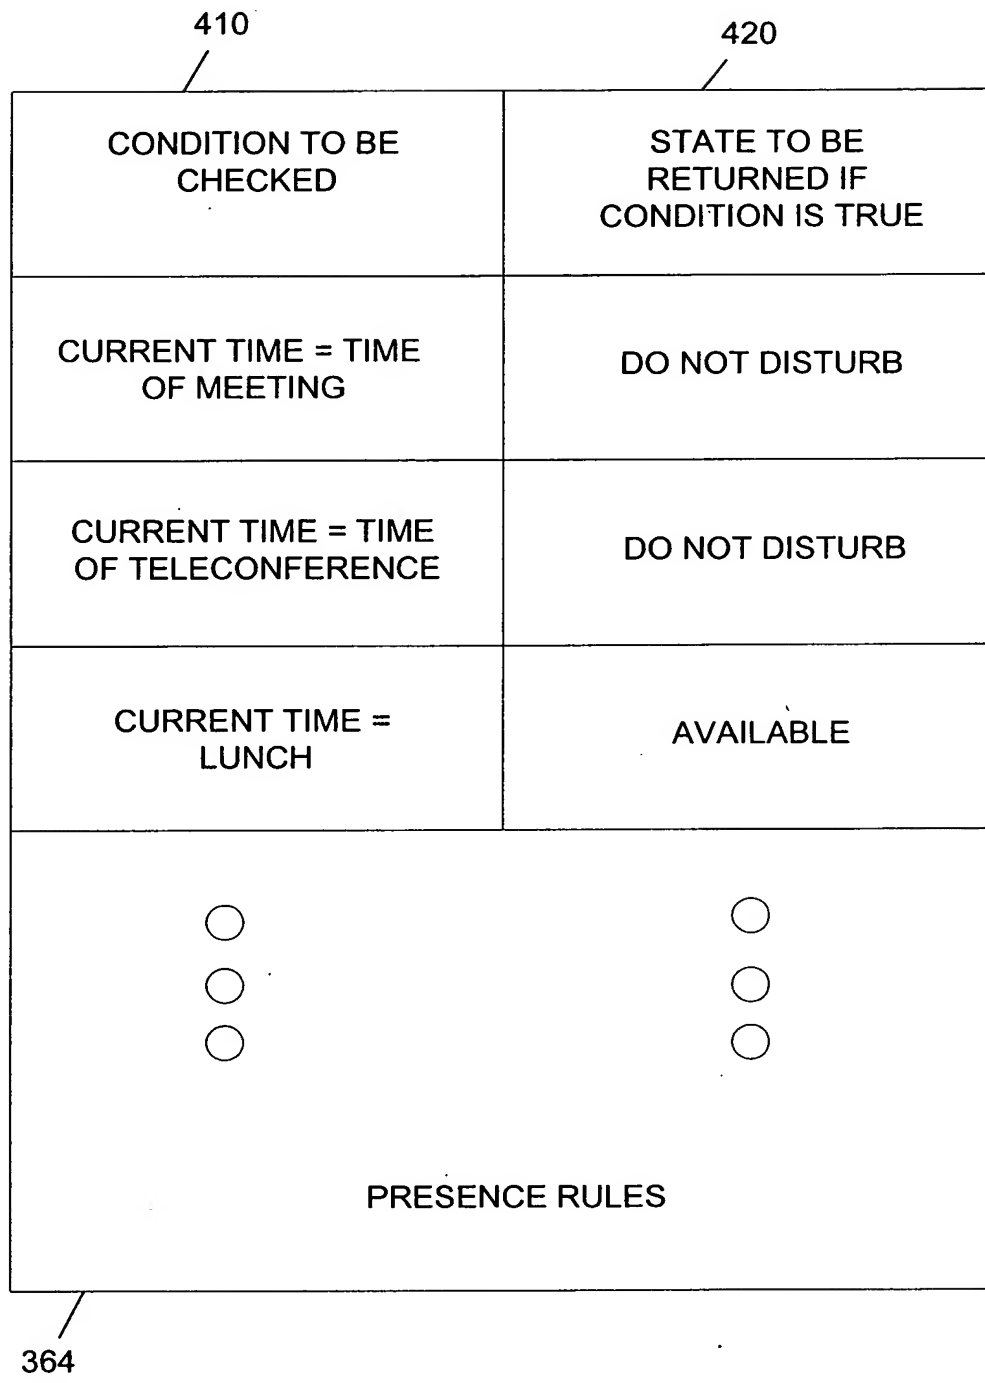 410
420
CONDITION TO BE
CHECKED
STATE TO BE
RETURNED IF
CONDITION IS TRUE
CURRENT TIME = TIME
OF MEETING
DO NOT DISTURB
CURRENT TIME = TIME
OF TELECONFERENCE
DO NOT DISTURB
CURRENT TIME =
LUNCH
AVAILABLE
PRESENCE RULES
364